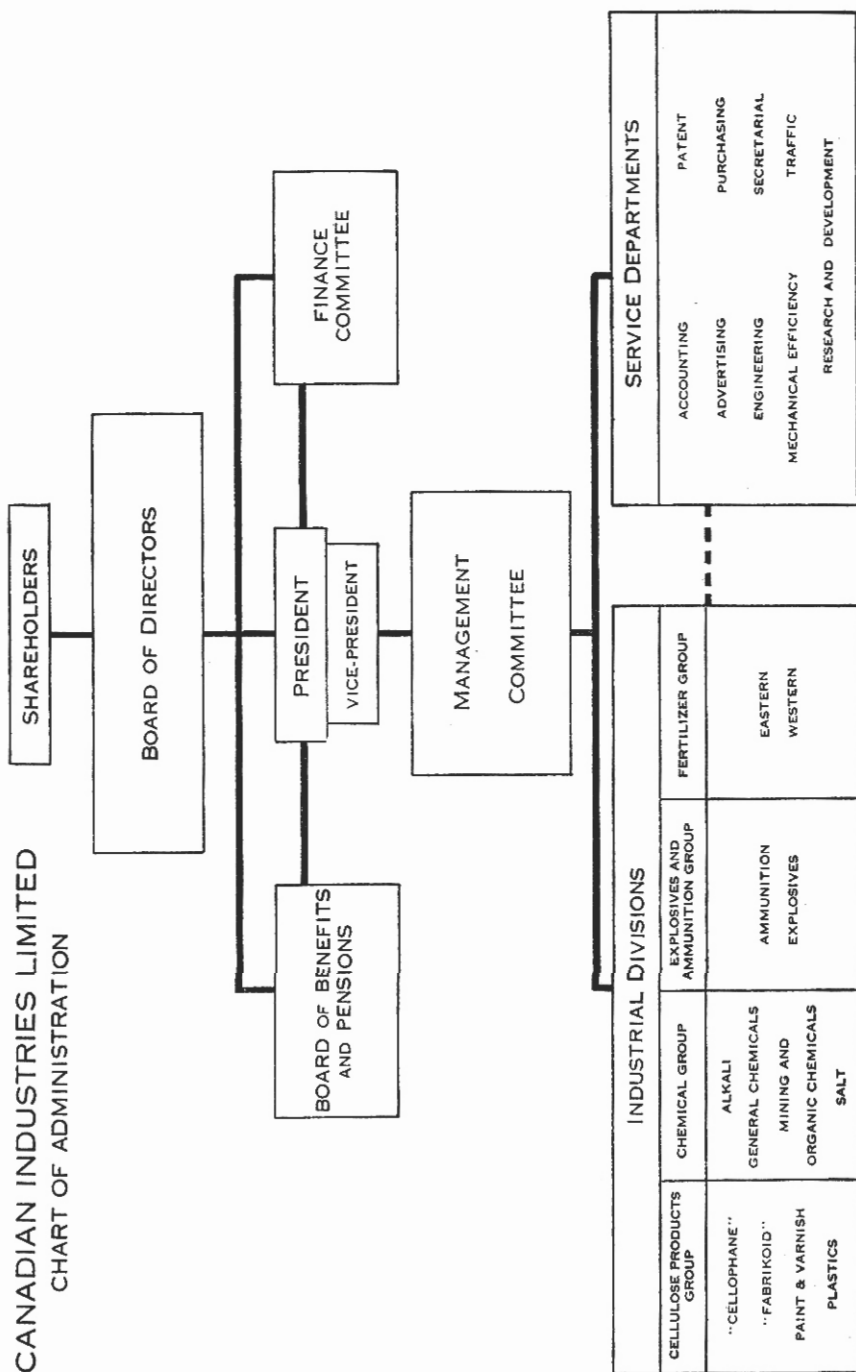 CANADIAN INDUSTRIES LIMITED
CHART OF ADMINISTRATION
SHAREHOLDERS
BOARD OF DIRECTORS
BOARD OF BENEFITS
AND PENSIONS
PRESIDENT
VICE-PRESIDENT
FINANCE
COMMITTEE
MANAGEMENT
COMMITTEE
INDUSTRIAL DIVISIONS
CELLULOSE PRODUCTS
GROUP
"CELLOPHANE"
"FABRIKOID"
PAINT & VARNISH
PLASTICS
CHEMICAL GROUP
ALKALI
GENERAL CHEMICALS
MINING AND
ORGANIC CHEMICALS
SALT
EXPLOSIVES AND
AMMUNITION GROUP
AMMUNITION
EXPLOSIVES
FERTILIZER GROUP
EASTERN
WESTERN
SERVICE DEPARTMENTS
ACCOUNTING PATENT
ADVERTISING PURCHASING
ENGINEERING SECRETARIAL
MECHANICAL EFFICIENCY TRAFFIC
RESEARCH AND DEVELOPMENT